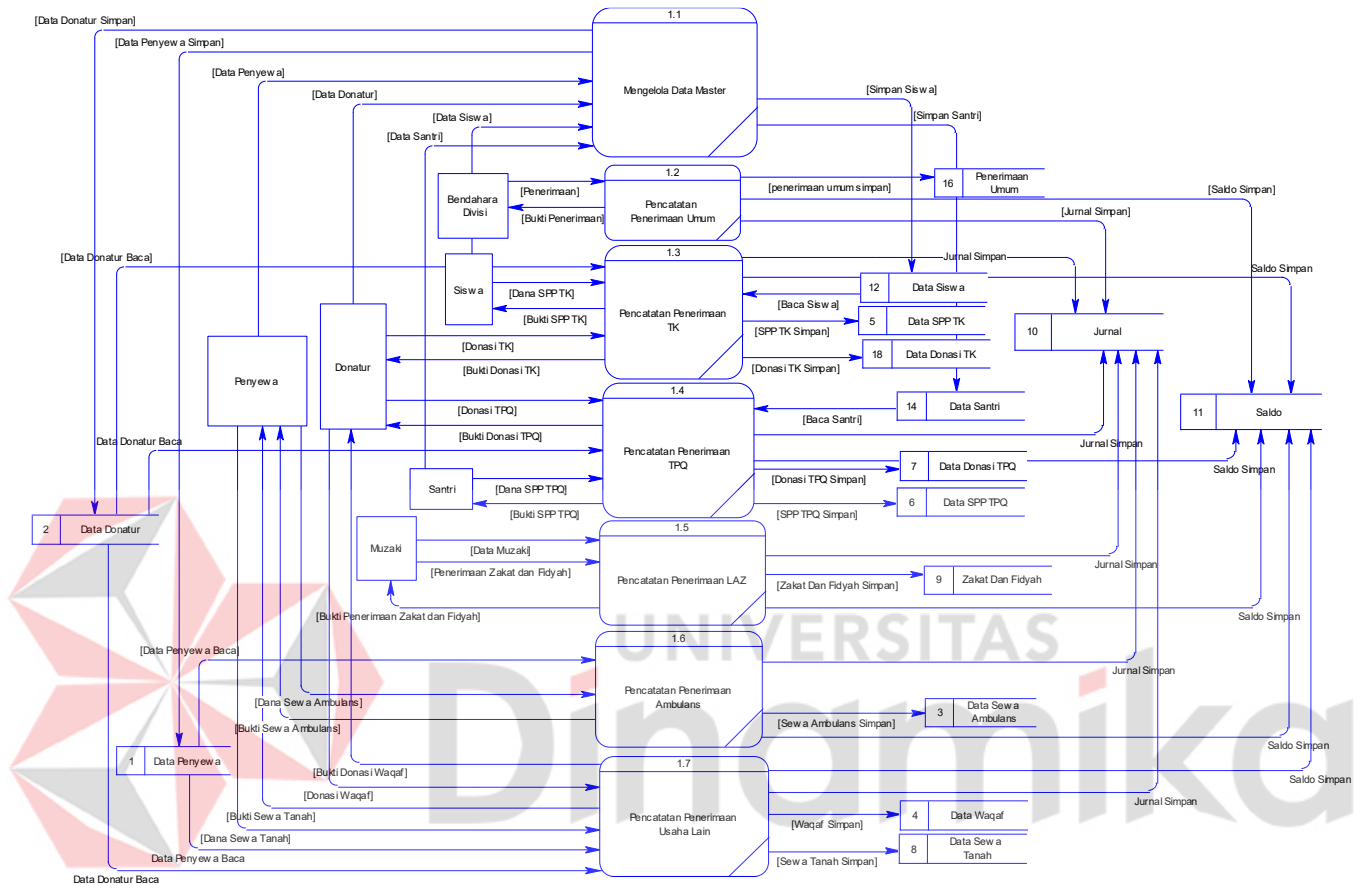 [Data Donatur Simpan]
1.1
[Data Penyewa Simpan]
[Data Penyewa]
Mengelola Data Master
[Data Donatur]
[Simpan Siswa]
[Data Siswa]
[Simpan Santri]
[Data Santri]
1.2
Bendahara
Divisi
[Penerimaan]
[Bukti Penerimaan]
Pencatatan
Penerimaan Umum
[penerimaan umum simpan]
16
Penerimaan
Umum
[Saldo Simpan]
[Jurnal Simpan]
[Data Donatur Baca]
1.3
Jurnal Simpan
Saldo Simpan
Siswa
[Dana SPP TK]
[Bukti SPP TK]
Pencatatan Penerimaan
TK
12
Data Siswa
[Baca Siswa]
5
Data SPP TK
[SPP TK Simpan]
10
Jurnal
[Donasi TK]
[Bukti Donasi TK]
18
Data Donasi TK
[Donasi TK Simpan]
Penyewa
Donatur
1.4
[Donasi TPQ]
[Bukti Donasi TPQ]
Pencatatan Penerimaan
TPQ
14
Data Santri
[Baca Santri]
11
Saldo
Data Donatur Baca
Jurnal Simpan
7
Data Donasi TPQ
[Donasi TPQ Simpan]
Saldo Simpan
Santri
[Dana SPP TPQ]
[Bukti SPP TPQ]
6
Data SPP TPQ
[SPP TPQ Simpan]
2
Data Donatur
1.5
Muzaki
[Data Muzaki]
[Penerimaan Zakat dan Fidyah]
Pencatatan Penerimaan LAZ
Jurnal Simpan
9
Zakat Dan Fidyah
[Zakat Dan Fidyah Simpan]
[Bukti Penerimaan Zakat dan Fidyah]
Saldo Simpan
UNIVERSITAS
Dinamika
1.6
[Data Penyewa Baca]
Jurnal Simpan
[Dana Sewa Ambulans]
Pencatatan Penerimaan
Ambulans
3
Data Sewa
Ambulans
[Sewa Ambulans Simpan]
[Bukti Sewa Ambulans]
Saldo Simpan
1
Data Penyewa
1.7
[Bukti Donasi Waqaf]
Saldo Simpan
[Donasi Waqaf]
Jurnal Simpan
[Bukti Sewa Tanah]
Pencatatan Penerimaan
Usaha Lain
4
Data Waqaf
[Waqaf Simpan]
[Dana Sewa Tanah]
8
Data Sewa
Tanah
[Sewa Tanah Simpan]
Data Penyewa Baca
Data Donatur Baca